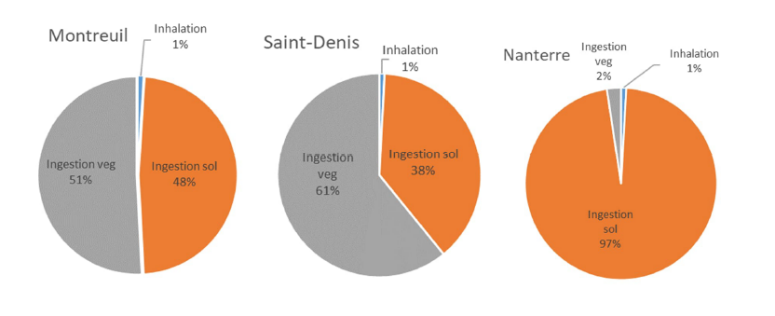 Montreuil
Inhalation
1%
Ingestion veg
51%
Ingestion sol
48%
Saint-Denis
Inhalation
1%
Ingestion
veg
61%
Ingestion sol
38%
Nanterre
Ingestion
veg
2%
Inhalation
1%
Ingestion
sol
97%